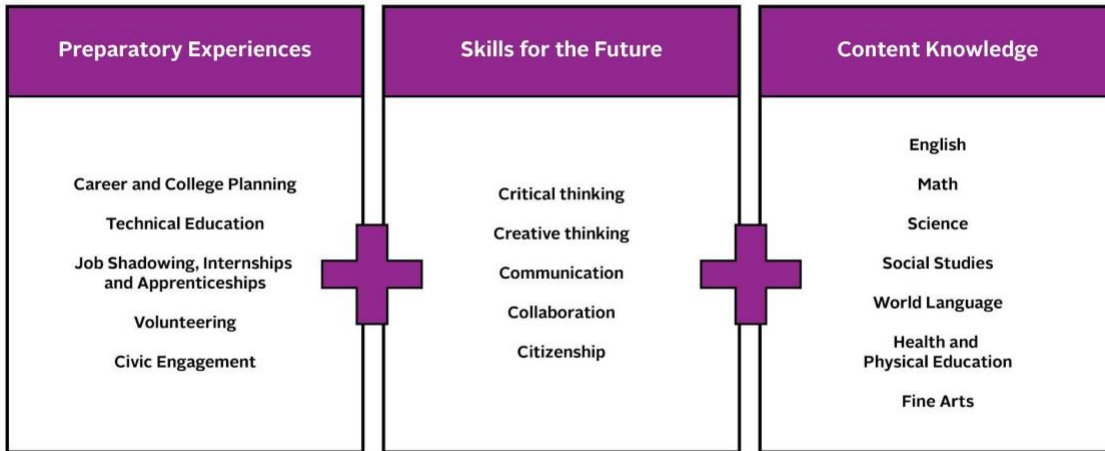 Preparatory Experiences
Career and College Planning
Technical Education
Job Shadowing, Internships
and Apprenticeships
Volunteering
Civic Engagement
Skills for the Future
Critical thinking
Creative thinking
Communication
Collaboration
Citizenship
Content Knowledge
English
Math
Science
Social Studies
World Language
Health and
Physical Education
Fine Arts